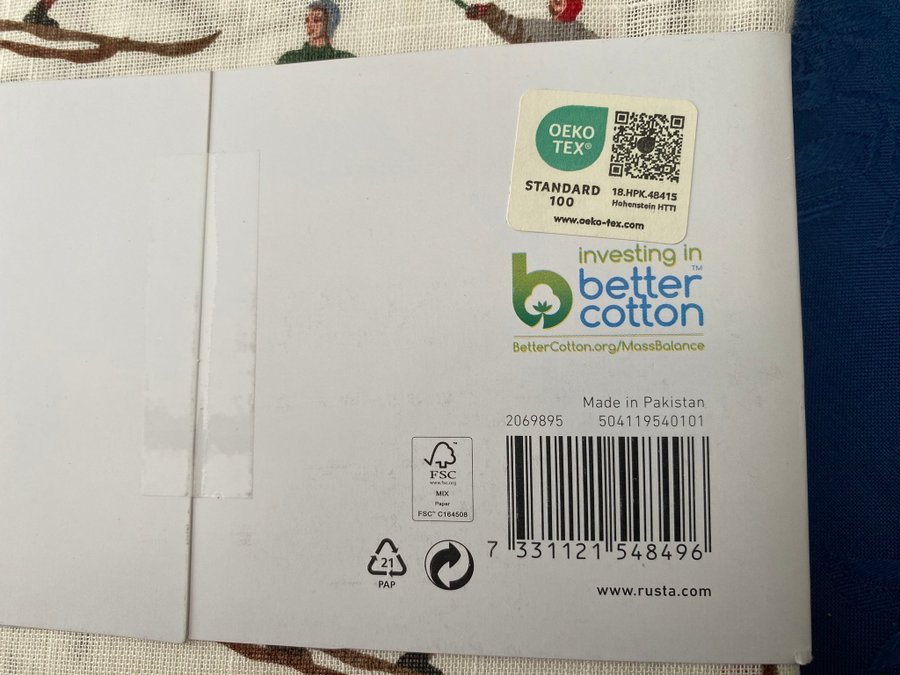 OEKO
TEX®
STANDARD
100
18.HPK.48415
Hohenstein HTTI
www.oeko-tex.com
investing in
better™
cotton
BetterCotton.org/MassBalance
Made in Pakistan
2069895 504119540101
FSC
www.fsc.org
MIX
Paper
FSC™ C164508
21
PAP
7 331121 548496
www.rusta.com